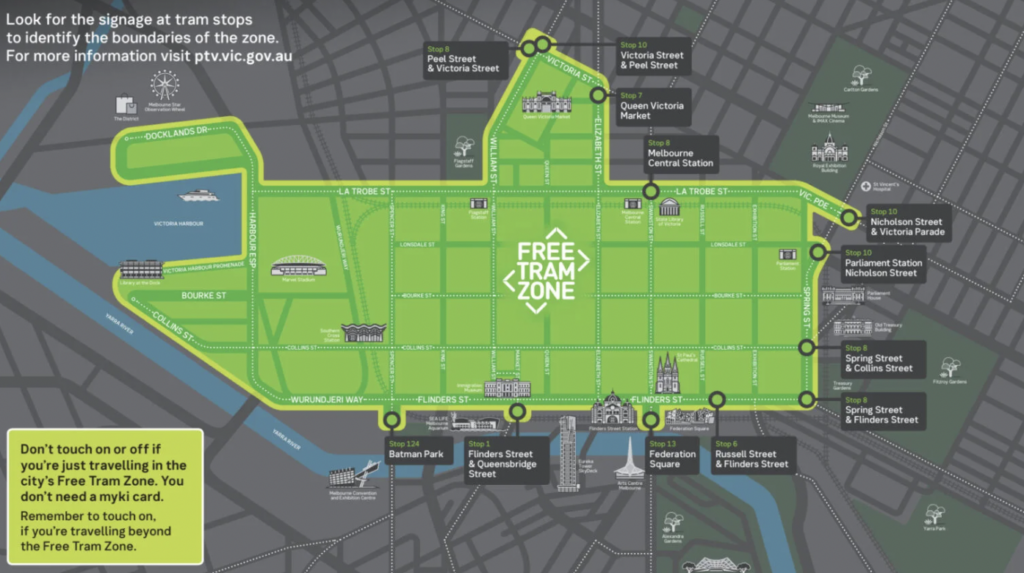 Look for the signage at tram stops
to identify the boundaries of the zone.
For more information visit ptv.vic.gov.au
Stop 8
Peel Street
& Victoria Street
Stop 10
Victoria Street
& Peel Street
VICTORIA ST
Stop 7
Queen Victoria
Market
Queen Victoria Market
Carlton Gardens
Melbourne Star
Observation Wheel
The District
Melbourne Museum
& IMAX Cinema
DOCKLANDS DR
Flagstaff
Gardens
WILLIAM ST
QUEEN ST
ELIZABETH ST
Stop 8
Melbourne
Central Station
Royal Exhibition
Building
St Vincent's
Hospital
LA TROBE ST
LA TROBE ST
VIC. PDE
Flagstaff
Station
Melbourne
Central
Station
State Library
of Victoria
Stop 10
Nicholson Street
& Victoria Parade
VICTORIA HARBOUR
HARBOUR ESP
LONSDALE ST
LONSDALE ST
FREE
TRAM
ZONE
Parliament
Station
Stop 10
Parliament Station
Nicholson Street
VICTORIA HARBOUR PROMENADE
Library at the Dock
Marvel Stadium
BOURKE ST
BOURKE ST
BOURKE ST
SPRING ST
Parliament
House
Old Treasury
Building
COLLINS ST
Southern
Cross
Station
COLLINS ST
COLLINS ST
COLLINS ST
YARRA RIVER
St Paul's
Cathedral
Stop 8
Spring Street
& Collins Street
Fitzroy
Gardens
Treasury
Gardens
Immigration
Museum
WURUNDJERI WAY
FLINDERS ST
FLINDERS ST
Stop 8
Spring Street
& Flinders Street
SEA LIFE
Melbourne
Aquarium
Flinders Street Station
Federation Square
YARRA RIVER
Stop 124
Batman Park
Stop 1
Flinders Street
& Queensbridge
Street
Stop 13
Federation
Square
Stop 6
Russell Street
& Flinders Street
Eureka
Tower
Skydeck
Arts Centre
Melbourne
Melbourne Convention
and Exhibition Centre
Don't touch on or off if
you're just travelling in the
city's Free Tram Zone. You
don't need a myki card.
Remember to touch on,
if you're travelling beyond
the Free Tram Zone.
Alexandra
Gardens
Yarra Park